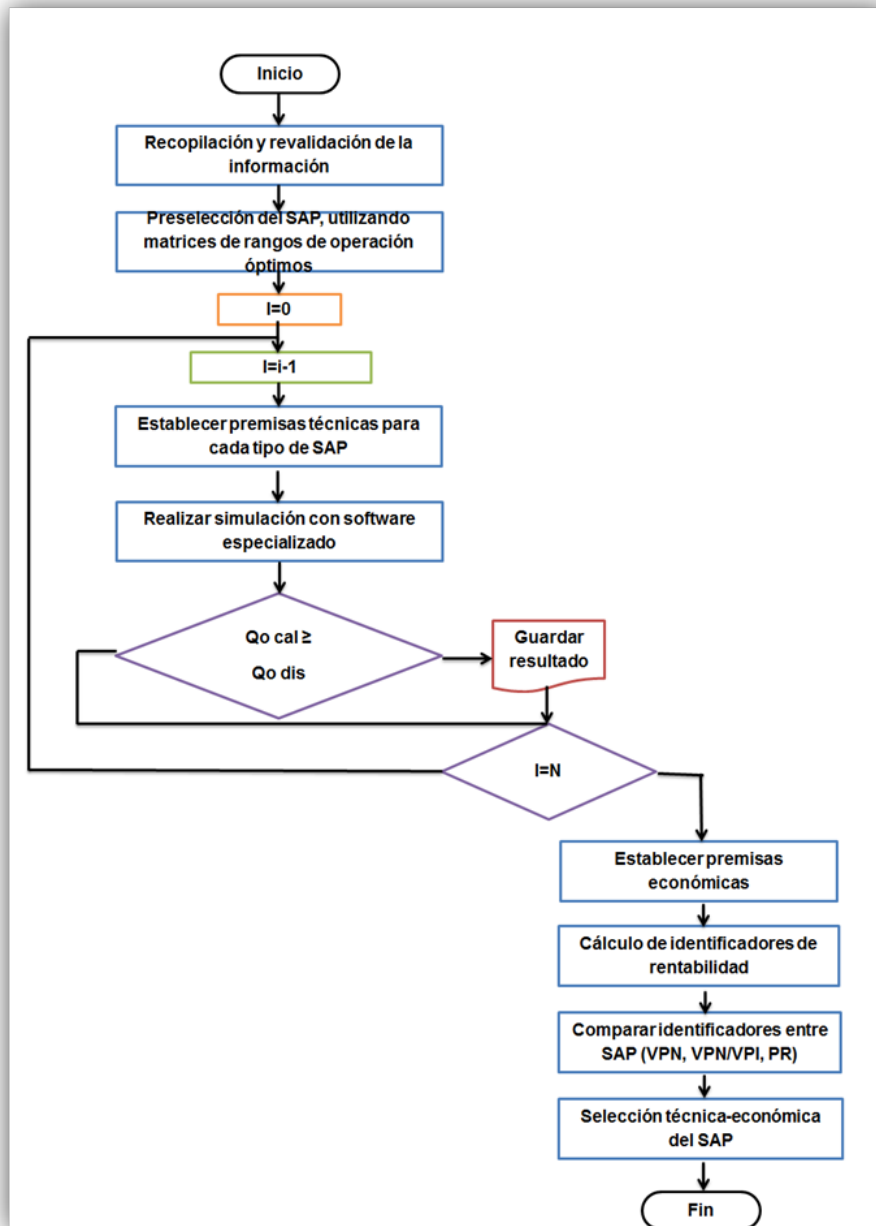 Inicio
Recopilación y revalidación de la
información
Preselección del SAP, utilizando
matrices de rangos de operación
óptimos
I=0
I=i-1
Establecer premisas técnicas para
cada tipo de SAP
Realizar simulación con software
especializado
Qo cal ≥
Qo dis
Guardar
resultado
I=N
Establecer premisas
económicas
Cálculo de identificadores de
rentabilidad
Comparar identificadores entre
SAP (VPN, VPN/VPI, PR)
Selección técnica-económica
del SAP
Fin